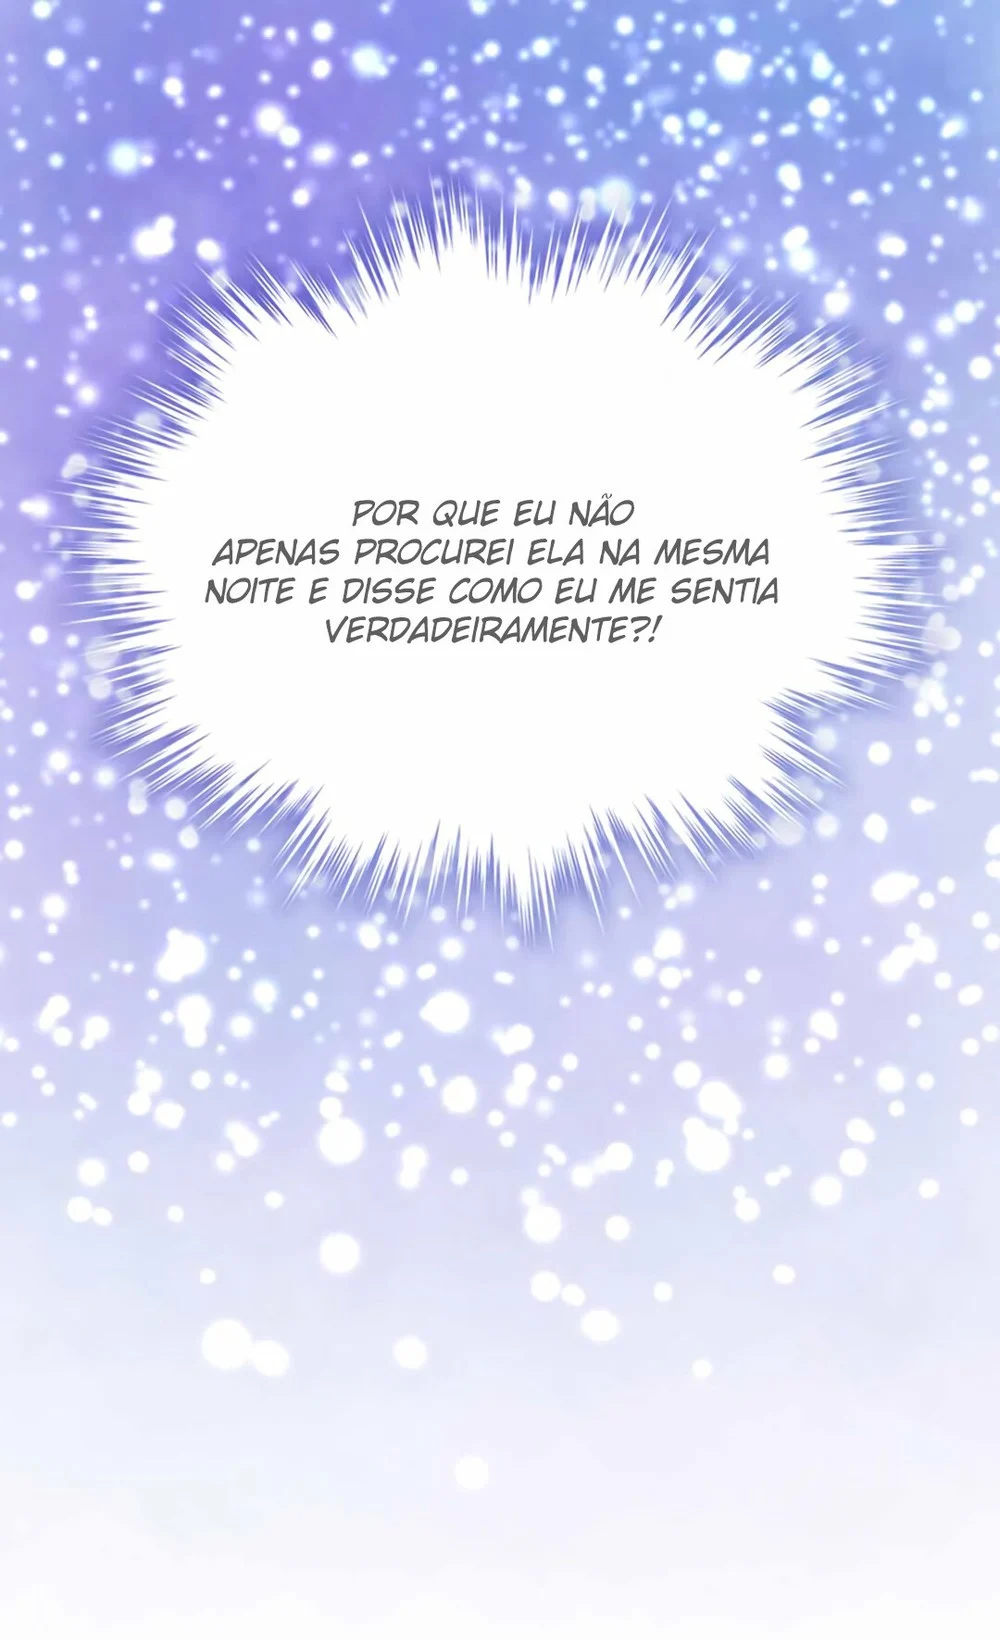 POR QUE EU NÃO
APENAS PROCUREI ELA NA MESMA
NOITE E DISSE COMO EU ME SENTIA
VERDADEIRAMENTE?!